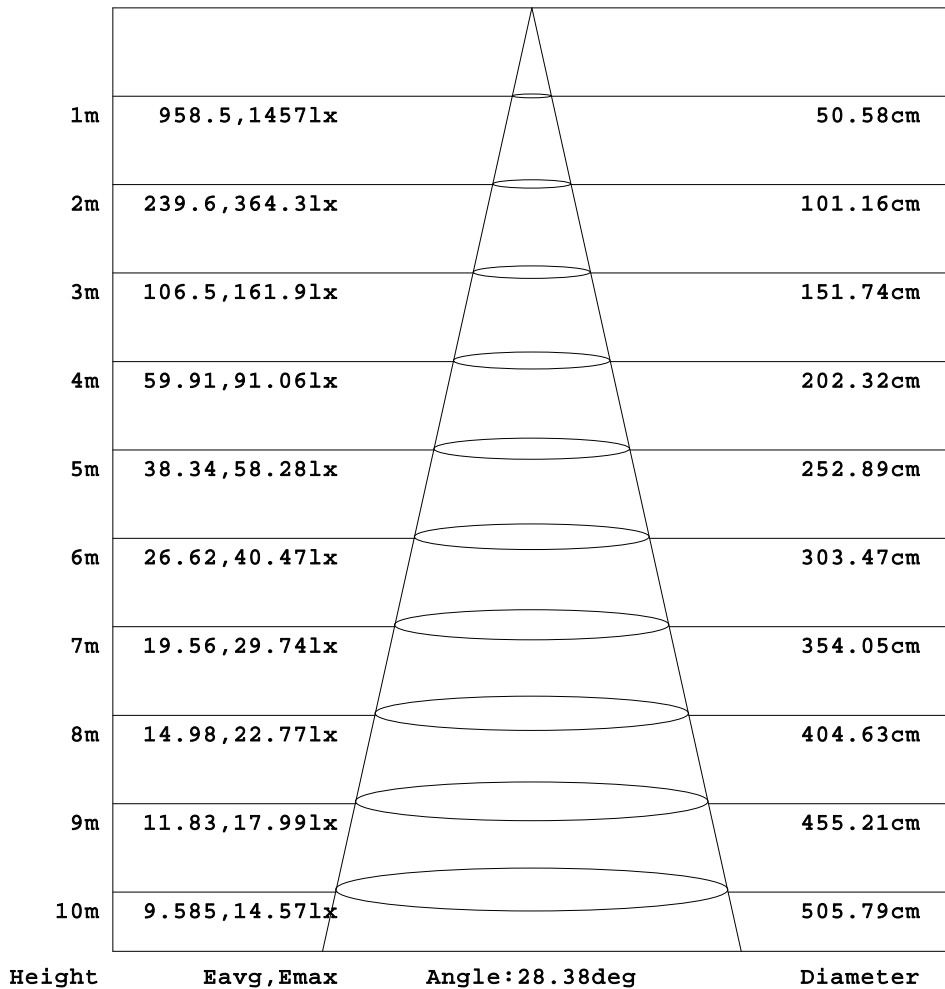 1m 958.5,1457lx 50.58cm
2m 239.6,364.3lx 101.16cm
3m 106.5,161.9lx 151.74cm
4m 59.91,91.06lx 202.32cm
5m 38.34,58.28lx 252.89cm
6m 26.62,40.47lx 303.47cm
7m 19.56,29.74lx 354.05cm
8m 14.98,22.77lx 404.63cm
9m 11.83,17.99lx 455.21cm
10m 9.585,14.57lx 505.79cm
Height Eavg,Emax Angle:28.38deg Diameter